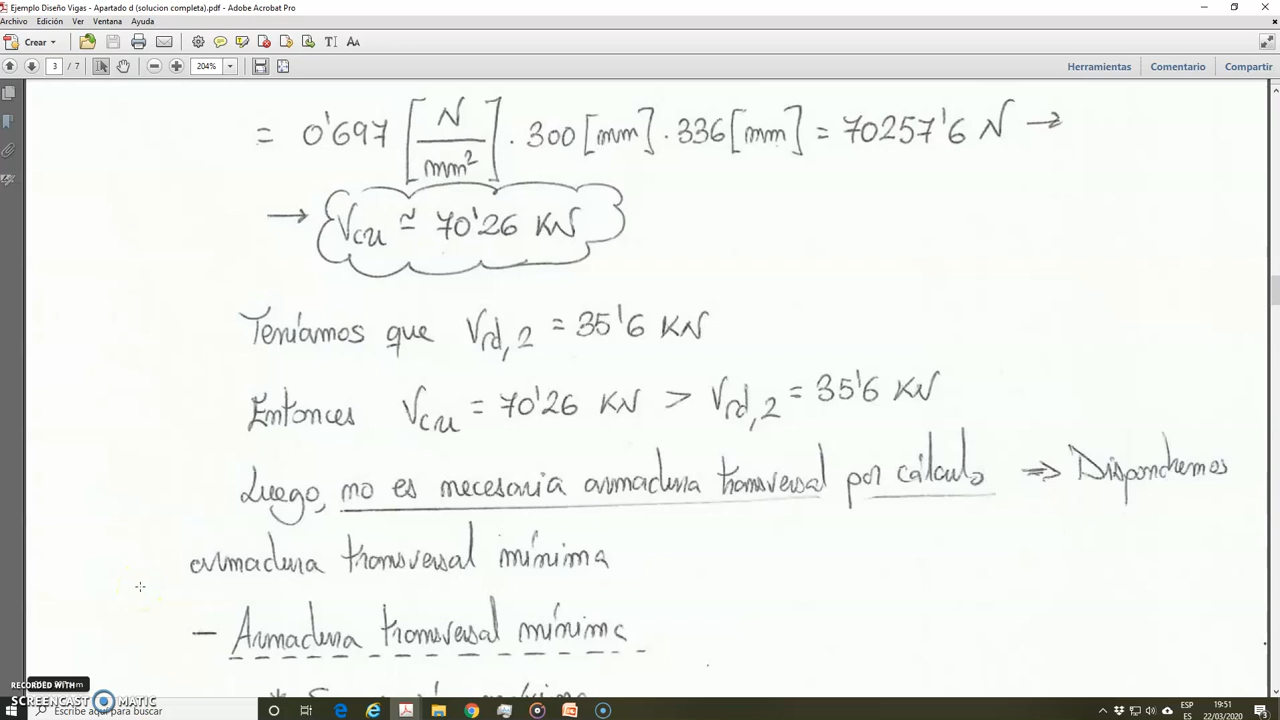 Ejemplo Diseño Vigas - Apartado d (solucion completa).pdf - Adobe Acrobat Pro
Archivo Edición Ver Ventana Ayuda
Crear
3 / 7 204% Herramientas Comentario Compartir
= 0'697 [N/mm²] · 300 [mm] · 336 [mm] = 70257'6 N →
→ Vcu ≃ 70'26 KN
Teníamos que Vrd,2 = 35'6 KN
Entonces Vcu = 70'26 KN > Vrd,2 = 35'6 KN
Luego, no es necesaria armadura transversal por cálculo ⇒ Dispondremos
armadura transversal mínima
- Armadura transversal mínima
RECORDED WITH
SCREENCAST MATIC
Escribe aquí para buscar
ESP 19:51
ES 22/03/2020